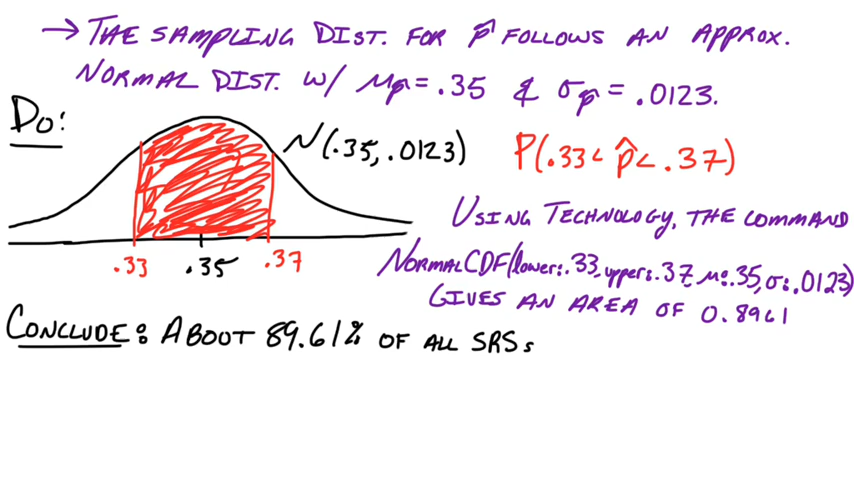 → THE SAMPLING DIST. FOR p̂ FOLLOWS AN APPROX.
NORMAL DIST. W/ μp̂ = .35 & σp̂ = .0123.
DO:
N(.35, .0123)
P(.33 < p̂ < .37)
.33 .35 .37
USING TECHNOLOGY, THE COMMAND
NORMALCDF(lower: .33, upper: .37, μ: .35, σ: .0123)
GIVES AN AREA OF 0.8961
CONCLUDE: ABOUT 89.61% OF ALL SRSs